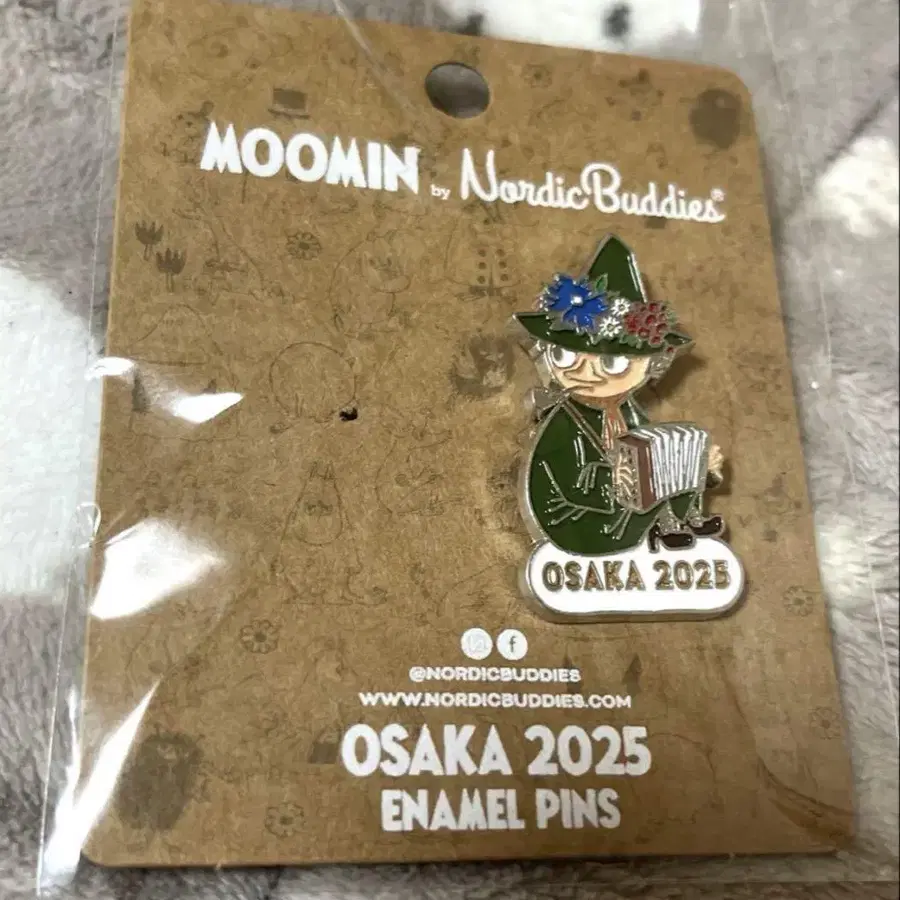 MOOMIN by NordicBuddies®
OSAKA 2025
f
@NORDICBUDDIES
WWW.NORDICBUDDIES.COM
OSAKA 2025
ENAMEL PINS